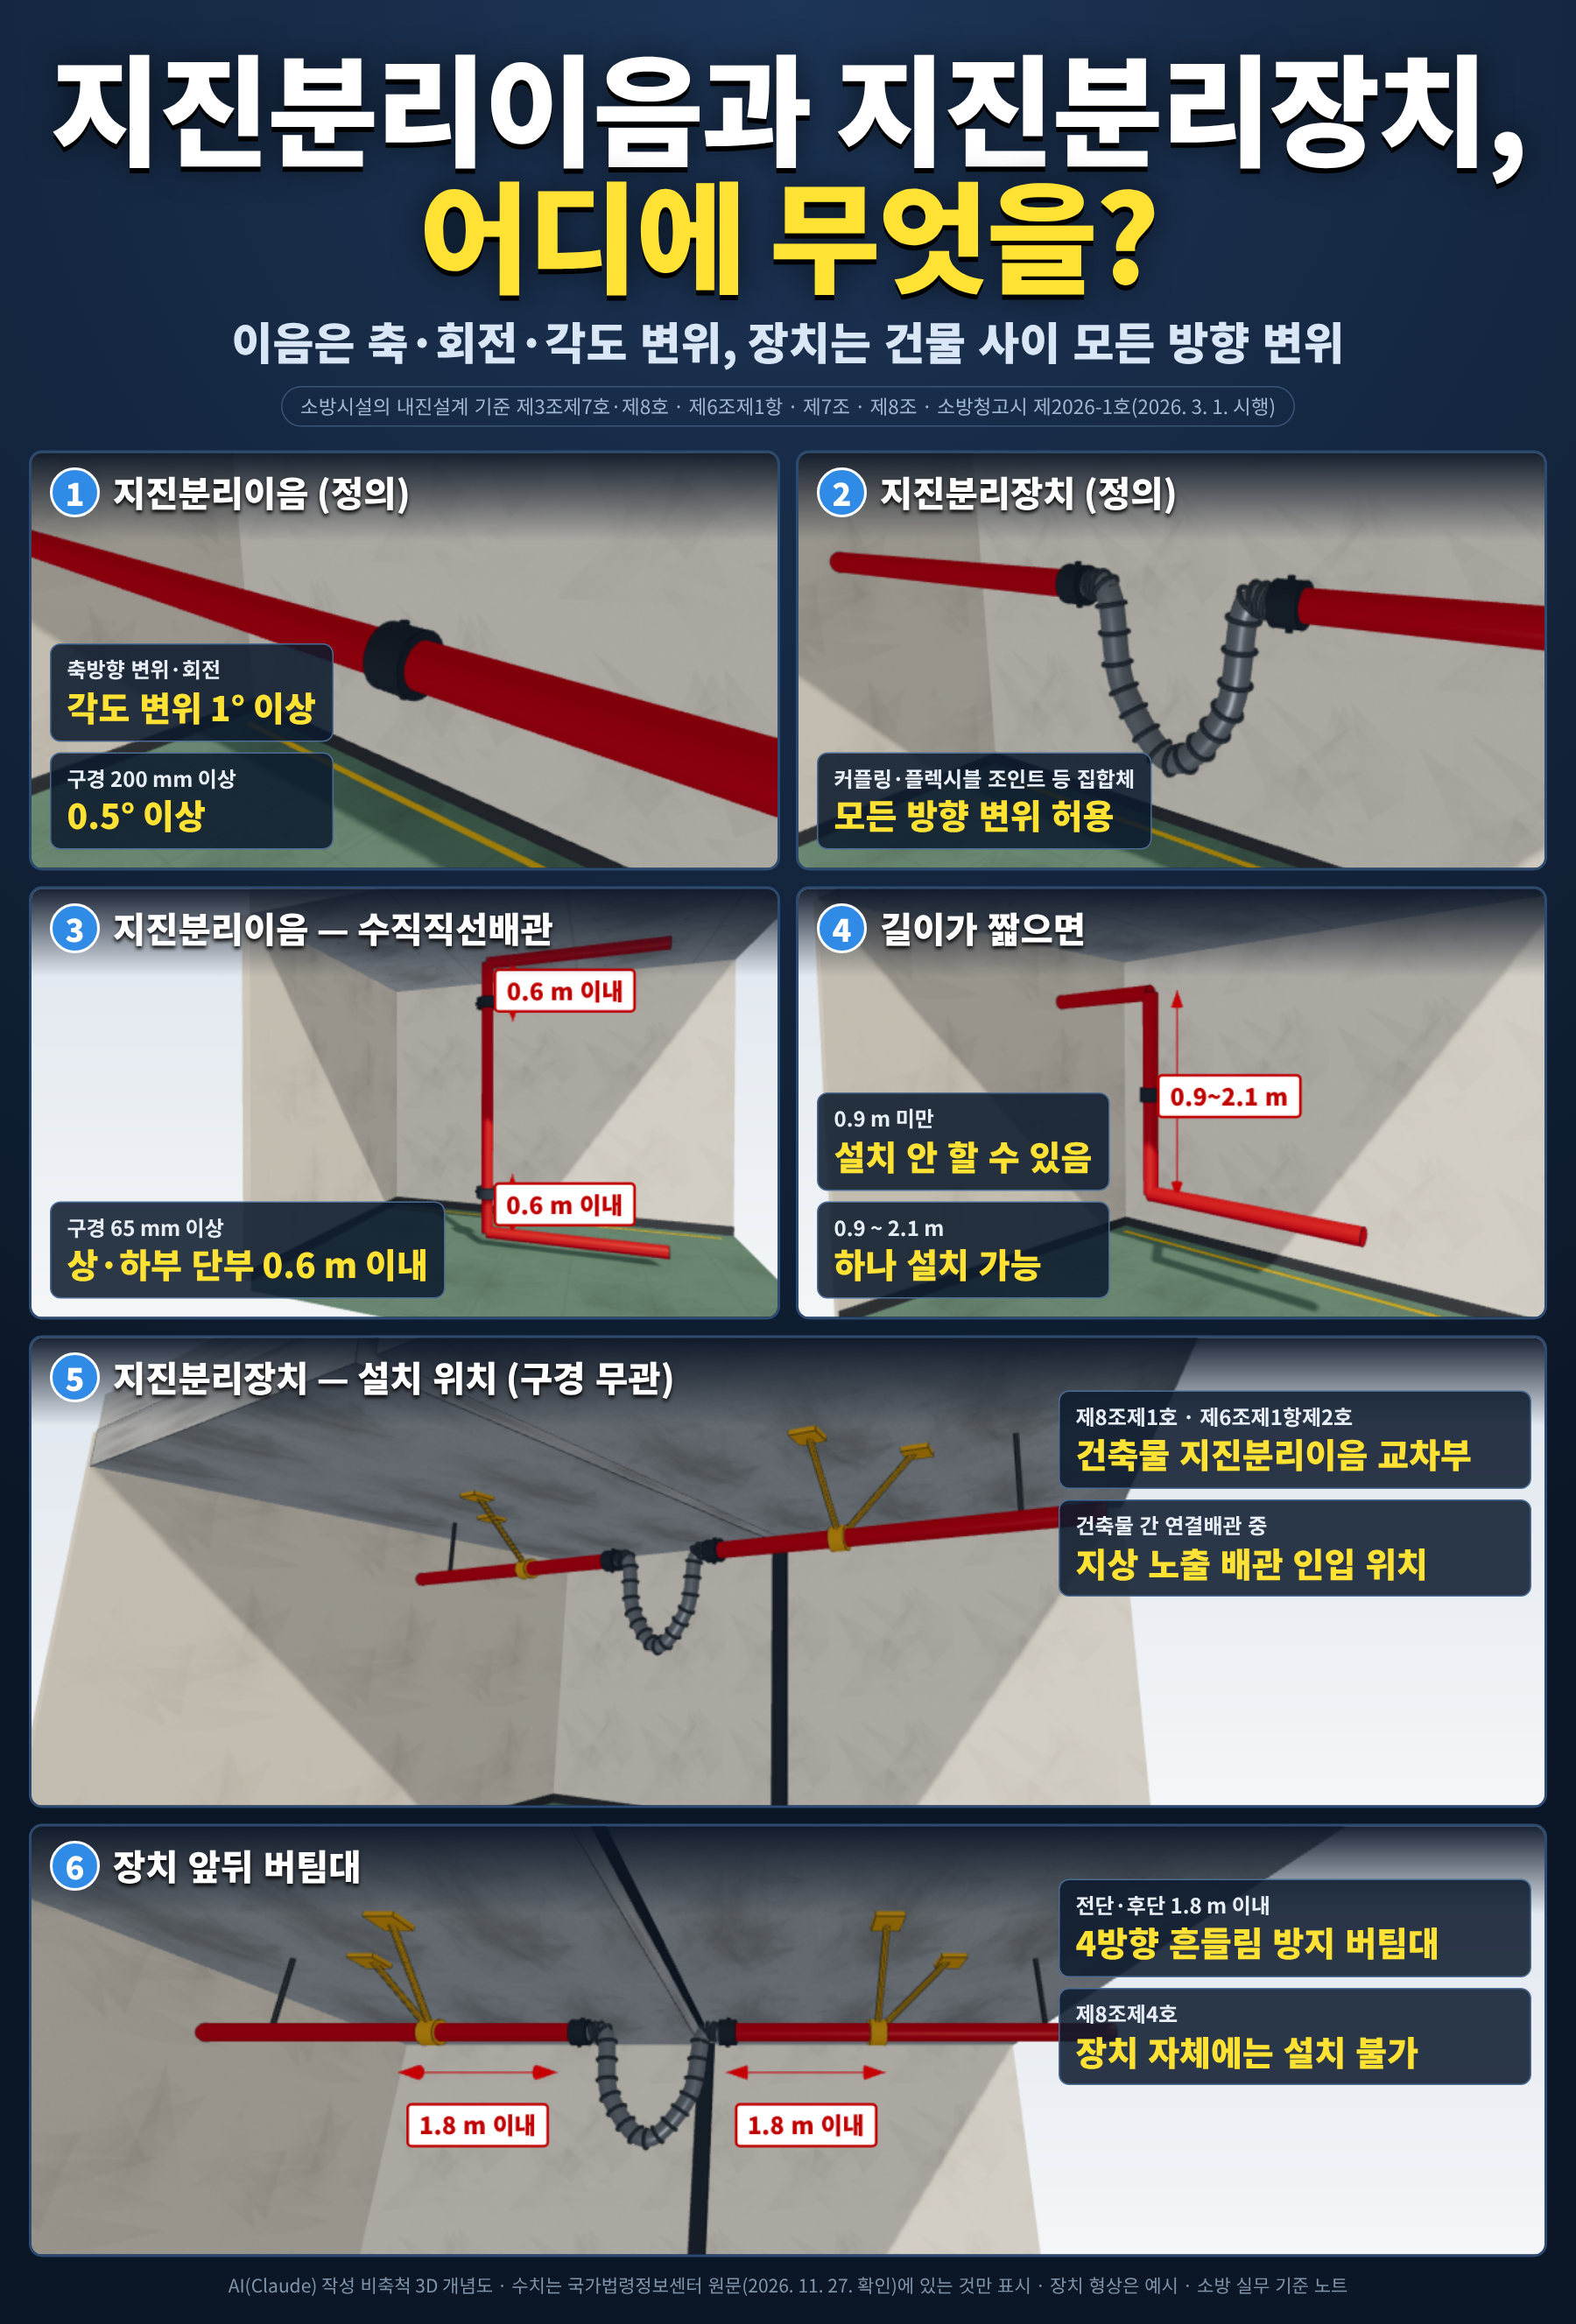 지진분리이음과 지진분리장치,
어디에 무엇을?
이음은 축·회전·각도 변위, 장치는 건물 사이 모든 방향 변위
소방시설의 내진설계 기준 제3조제7호·제8호 · 제6조제1항 · 제7조 · 제8조 · 소방청고시 제2026-1호(2026. 3. 1. 시행)
1 지진분리이음 (정의)
축방향 변위·회전
각도 변위 1° 이상
구경 200 mm 이상
0.5° 이상
2 지진분리장치 (정의)
커플링·플렉시블 조인트 등 집합체
모든 방향 변위 허용
3 지진분리이음 — 수직직선배관
0.6 m 이내
0.6 m 이내
구경 65 mm 이상
상·하부 단부 0.6 m 이내
4 길이가 짧으면
0.9~2.1 m
0.9 m 미만
설치 안 할 수 있음
0.9 ~ 2.1 m
하나 설치 가능
5 지진분리장치 — 설치 위치 (구경 무관)
제8조제1호 · 제6조제1항제2호
건축물 지진분리이음 교차부
건축물 간 연결배관 중
지상 노출 배관 인입 위치
6 장치 앞뒤 버팀대
전단·후단 1.8 m 이내
4방향 흔들림 방지 버팀대
제8조제4호
장치 자체에는 설치 불가
1.8 m 이내
1.8 m 이내
AI(Claude) 작성 비축척 3D 개념도 · 수치는 국가법령정보센터 원문(2026. 11. 27. 확인)에 있는 것만 표시 · 장치 형상은 예시 · 소방 실무 기준 노트